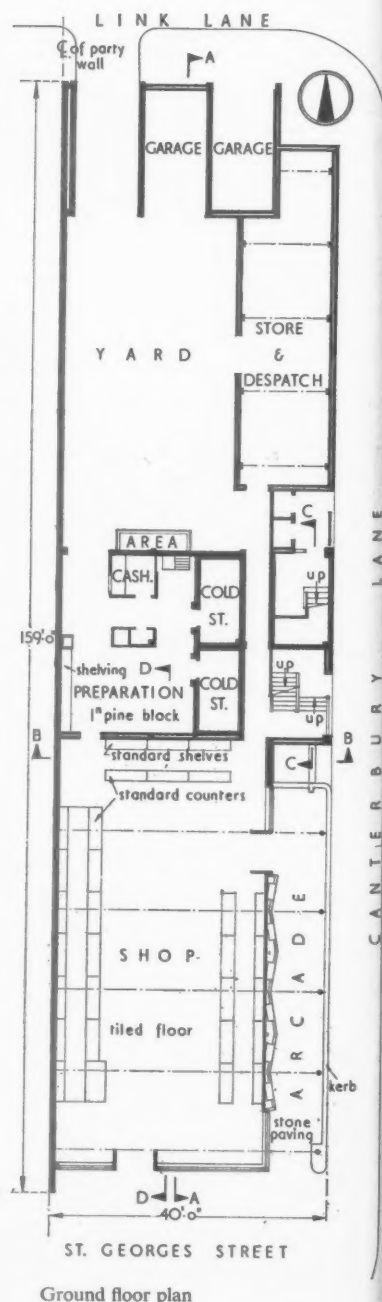 LINK LANE
℄ of party
wall
A
GARAGE GARAGE
YARD
STORE
&
DESPATCH
C
AREA
CASH.
COLD
ST.
up
159'·0"
shelving
D
PREPARATION
1" pine block
COLD
ST.
up
up
B
B
standard shelves
C
standard counters
CANTERBURY LANE
SHOP
ARCADE
tiled floor
kerb
stone
paving
D A
40'·0"
ST. GEORGES STREET
Ground floor plan